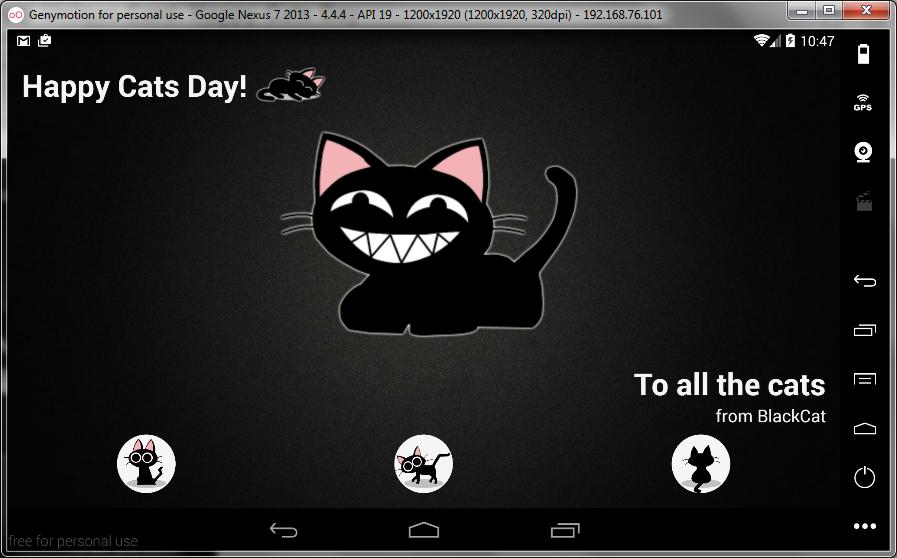 Genymotion for personal use - Google Nexus 7 2013 - 4.4.4 - API 19 - 1200x1920 (1200x1920, 320dpi) - 192.168.76.101
10:47
GPS
Happy Cats Day!
To all the cats
from BlackCat
free for personal use